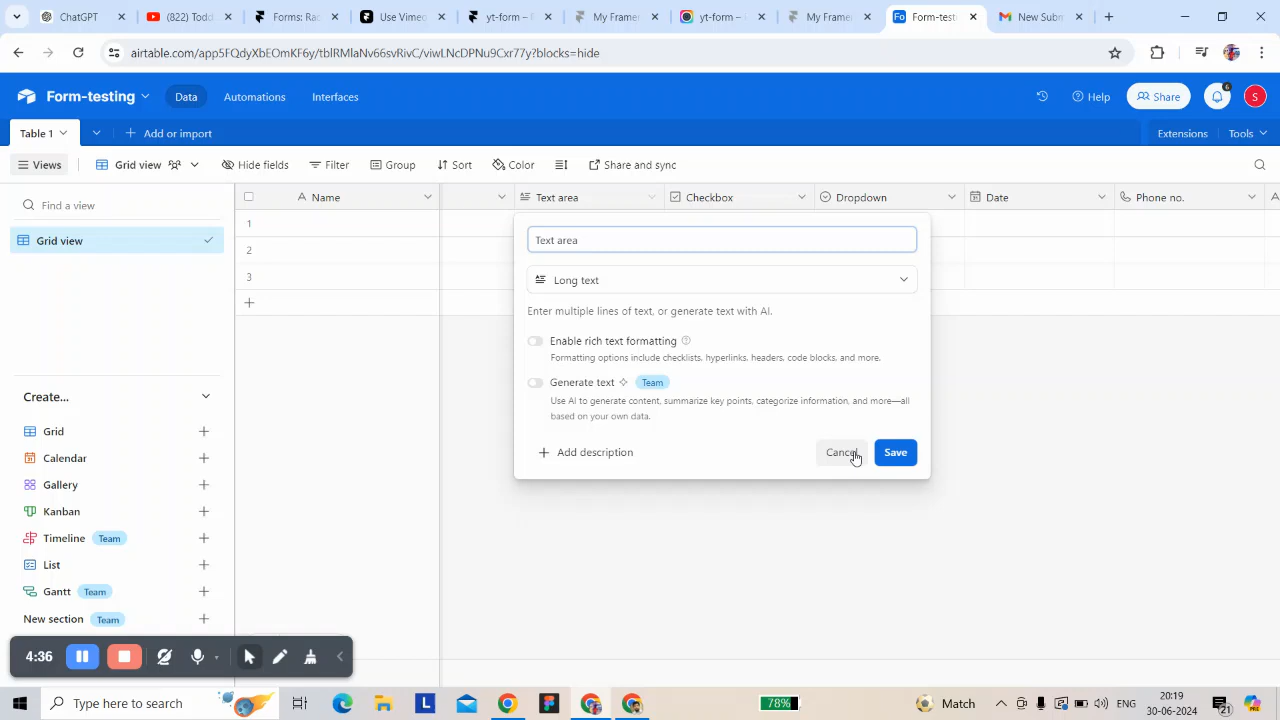 ChatGPT
(822) Todo
Forms: Rad
Use Vimeo
yt-form - F
My Frame
yt-form –
My Frame
Form-test
New Subm
airtable.com/app5FQdyXbEOmKF6y/tblRMlaNv66svRivC/viwLNcDPNu9Cxr77y?blocks=hide
Form-testing
Data
Automations
Interfaces
Help
Share
6
S
Table 1
Add or import
Extensions
Tools
Views
Grid view
Hide fields
Filter
Group
Sort
Color
Share and sync
Find a view
Name
Text area
Checkbox
Dropdown
Date
Phone no.
Grid view
1
2
3
Text area
Long text
Enter multiple lines of text, or generate text with AI.
Enable rich text formatting
Formatting options include checklists, hyperlinks, headers, code blocks, and more.
Generate text
Team
Use AI to generate content, summarize key points, categorize information, and more—all
based on your own data.
Add description
Cancel
Save
Create...
Grid
Calendar
Gallery
Kanban
Timeline
Team
List
Gantt
Team
New section
Team
4:36
Type here to search
78%
Match
ENG
20:19
30-06-2024
21